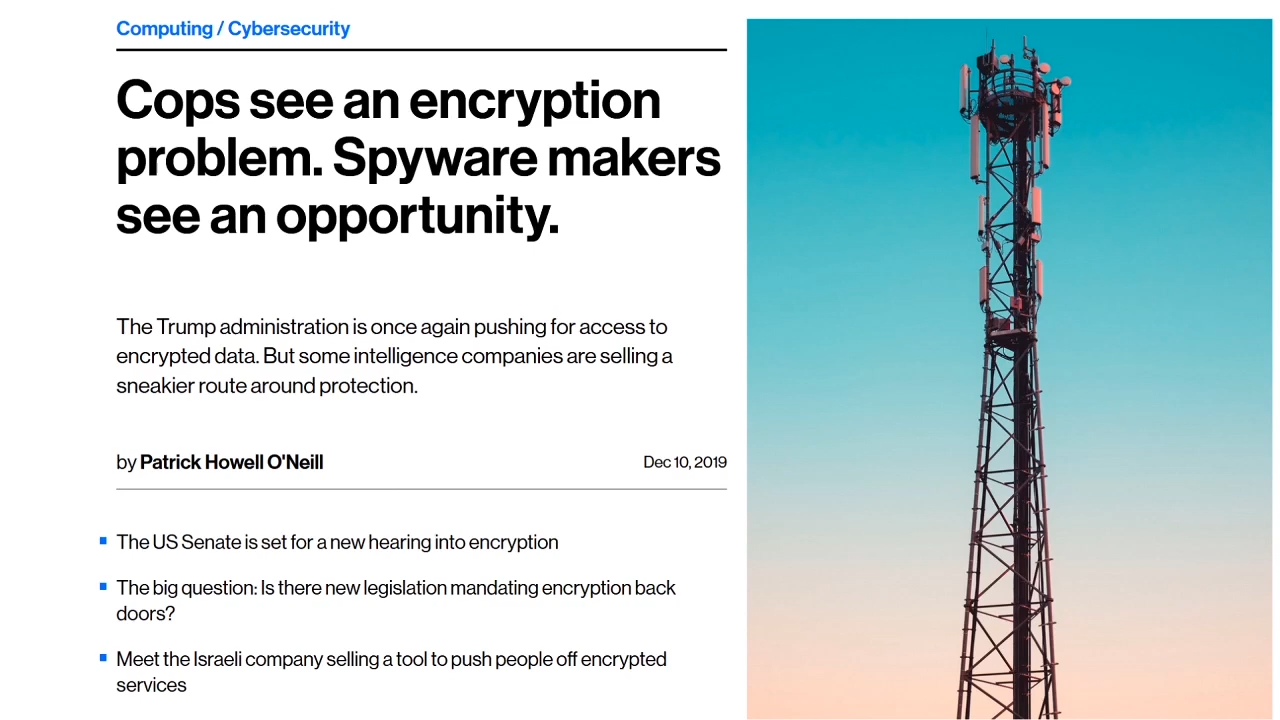 Computing / Cybersecurity
Cops see an encryption
problem. Spyware makers
see an opportunity.
The Trump administration is once again pushing for access to
encrypted data. But some intelligence companies are selling a
sneakier route around protection.
by Patrick Howell O'Neill
Dec 10, 2019
The US Senate is set for a new hearing into encryption
The big question: Is there new legislation mandating encryption back
doors?
Meet the Israeli company selling a tool to push people off encrypted
services